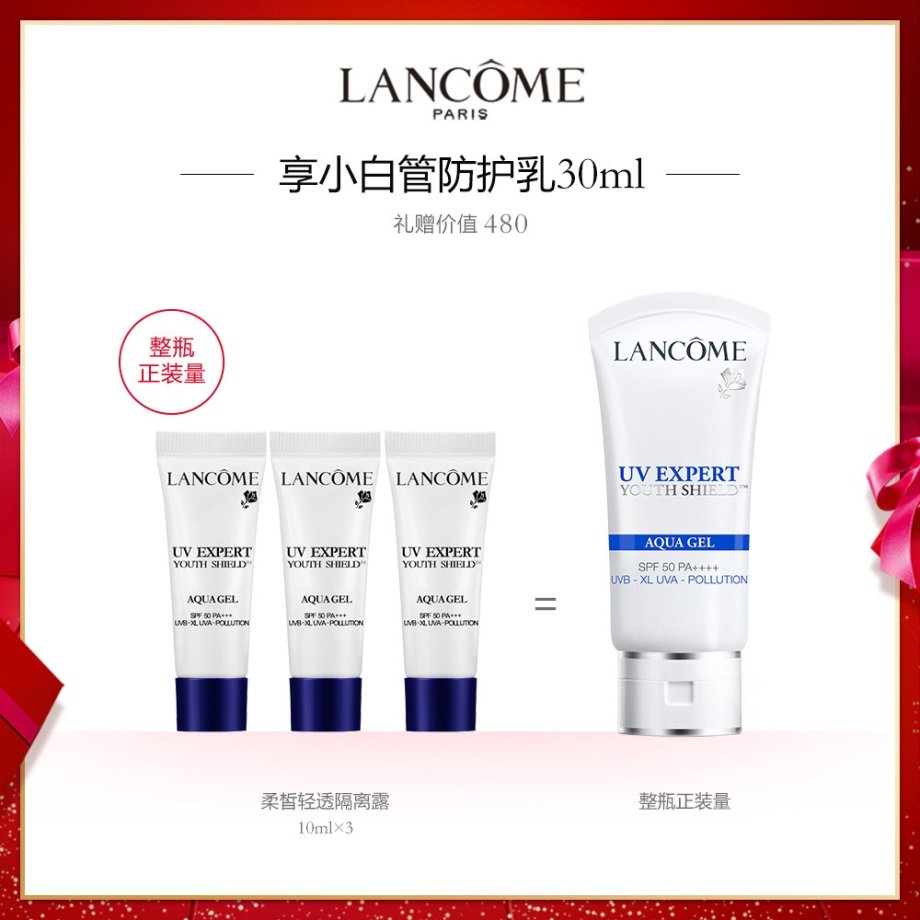 LANCÔME
PARIS
享小白管防护乳30ml
礼赠价值 480
整瓶
正装量
LANCÔME
UV EXPERT
YOUTH SHIELD™
AQUA GEL
SPF 50 PA+++
UVB-XL UVA-POLLUTION
LANCÔME
UV EXPERT
YOUTH SHIELD™
AQUA GEL
SPF 50 PA+++
UVB-XL UVA-POLLUTION
LANCÔME
UV EXPERT
YOUTH SHIELD™
AQUA GEL
SPF 50 PA+++
UVB-XL UVA-POLLUTION
=
LANCÔME
UV EXPERT
YOUTH SHIELD™
AQUA GEL
SPF 50 PA++++
UVB - XL UVA - POLLUTION
柔皙轻透隔离露
10ml×3
整瓶正装量